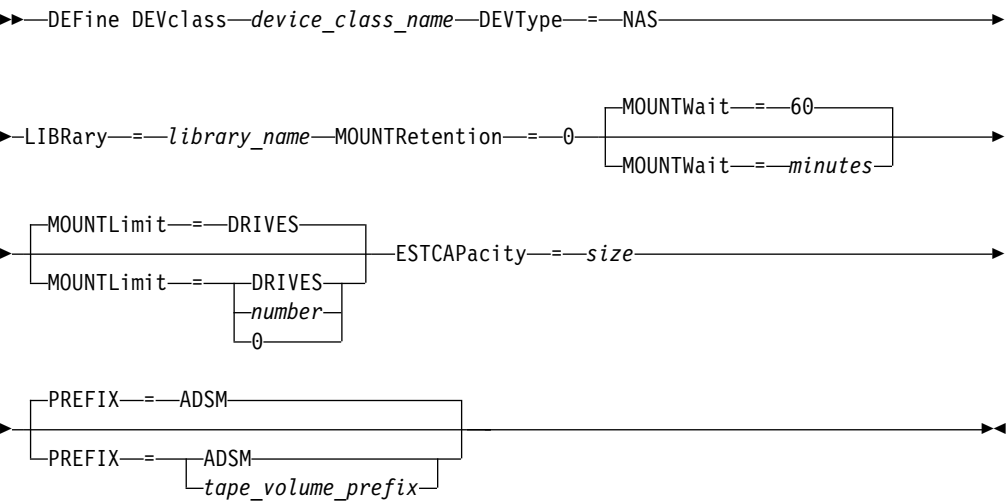 DEFine DEVclass device_class_name DEVType = NAS
MOUNTWait = 60
LIBRary = library_name MOUNTRetention = 0
MOUNTWait = minutes
MOUNTLimit = DRIVES
ESTCAPacity = size
MOUNTLimit = DRIVES
number
0
PREFIX = ADSM
PREFIX = ADSM
tape_volume_prefix